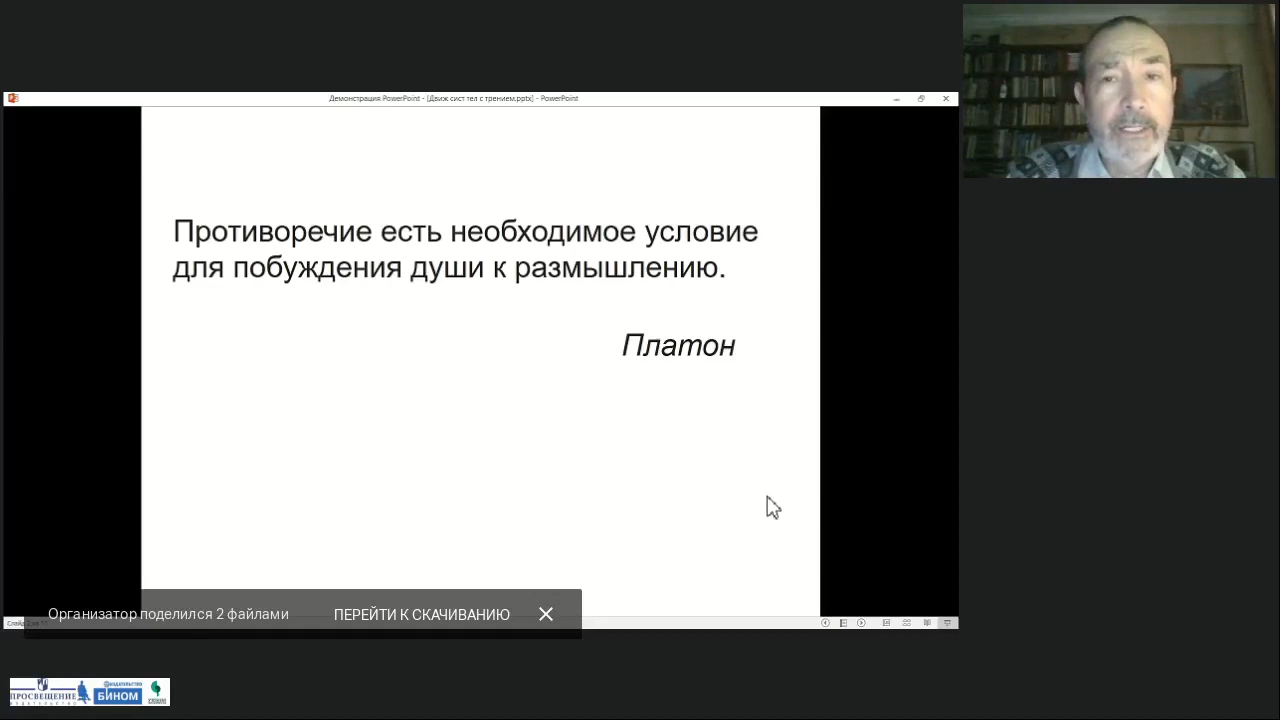 Демонстрация PowerPoint - [Движ сист тел с трением.pptx] - PowerPoint
Противоречие есть необходимое условие
для побуждения души к размышлению.
Платон
Организатор поделился 2 файлами
ПЕРЕЙТИ К СКАЧИВАНИЮ
ПРОСВЕЩЕНИЕ
ИЗДАТЕЛЬСТВО
БИНОМ